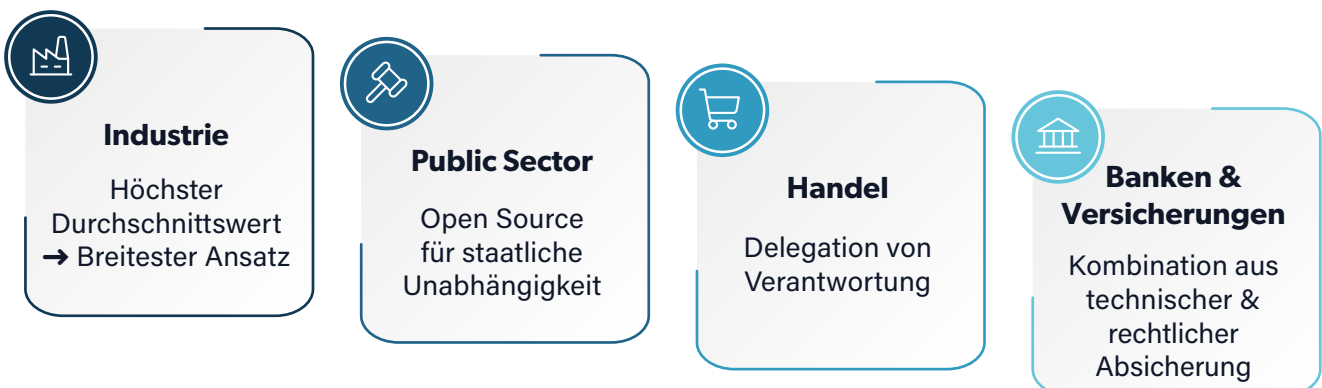 Industrie
Höchster
Durchschnittswert
→ Breitester Ansatz
Public Sector
Open Source
für staatliche
Unabhängigkeit
Handel
Delegation von
Verantwortung
Banken &
Versicherungen
Kombination aus
technischer &
rechtlicher
Absicherung